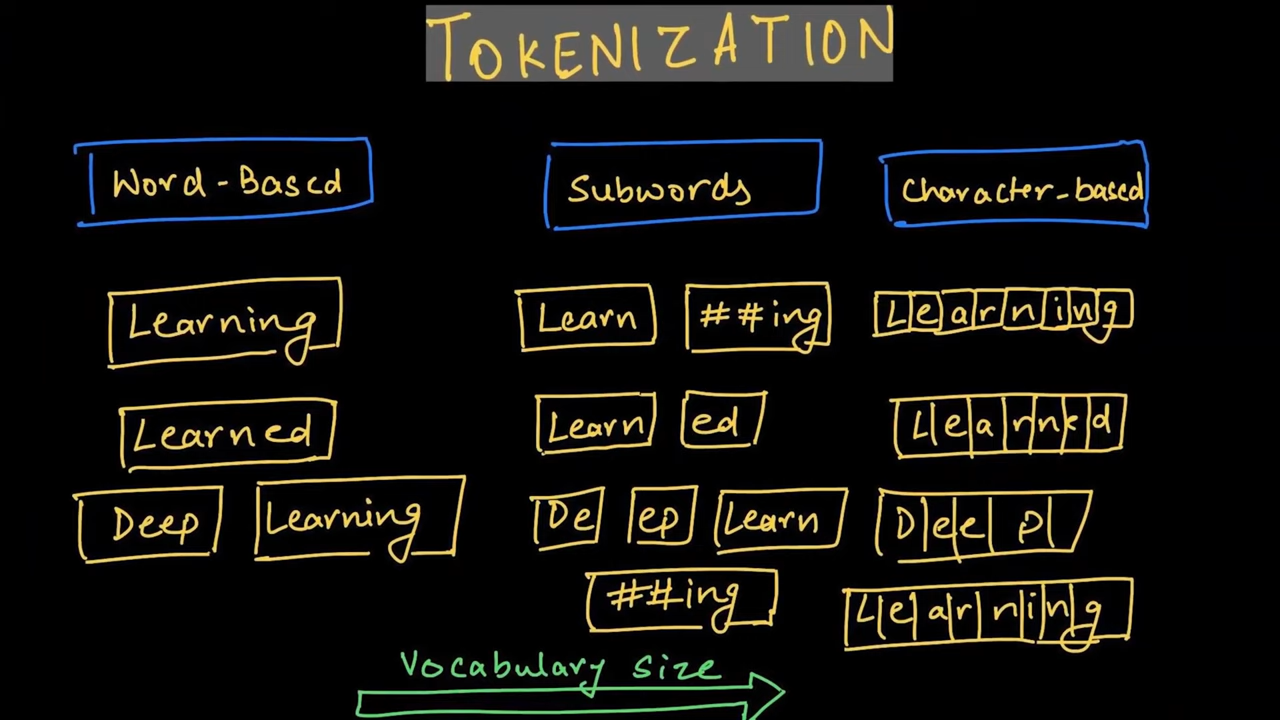 TOKENIZATION
Word-Based
Subwords
Character-based
Learning
Learn ##ing
Learning
Learned
Learn ed
Learned
Deep Learning
De ep Learn
Deep
##ing
Learning
Vocabulary size